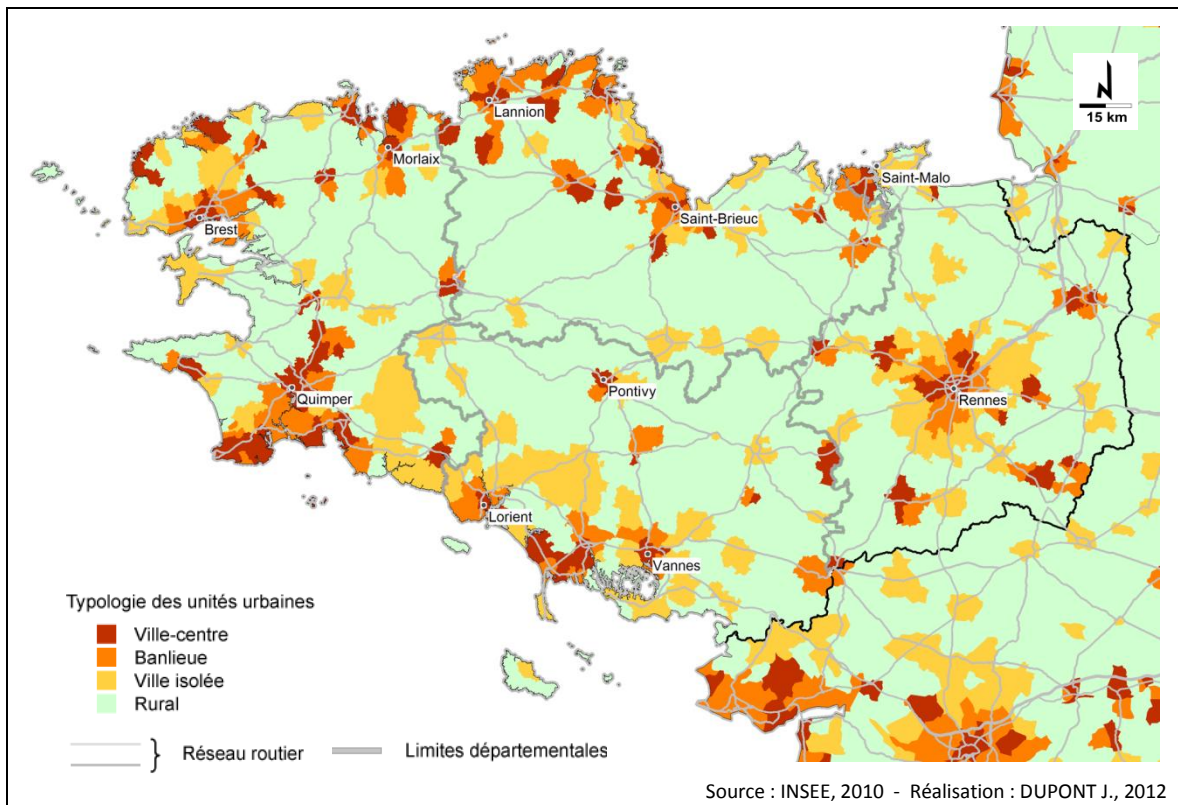 15 km
Lannion
Morlaix
Saint-Malo
Saint-Brieuc
Brest
Quimper
Pontivy
Rennes
Lorient
Vannes
Typologie des unités urbaines
Ville-centre
Banlieue
Ville isolée
Rural
Réseau routier
Limites départementales
Source : INSEE, 2010 - Réalisation : DUPONT J., 2012